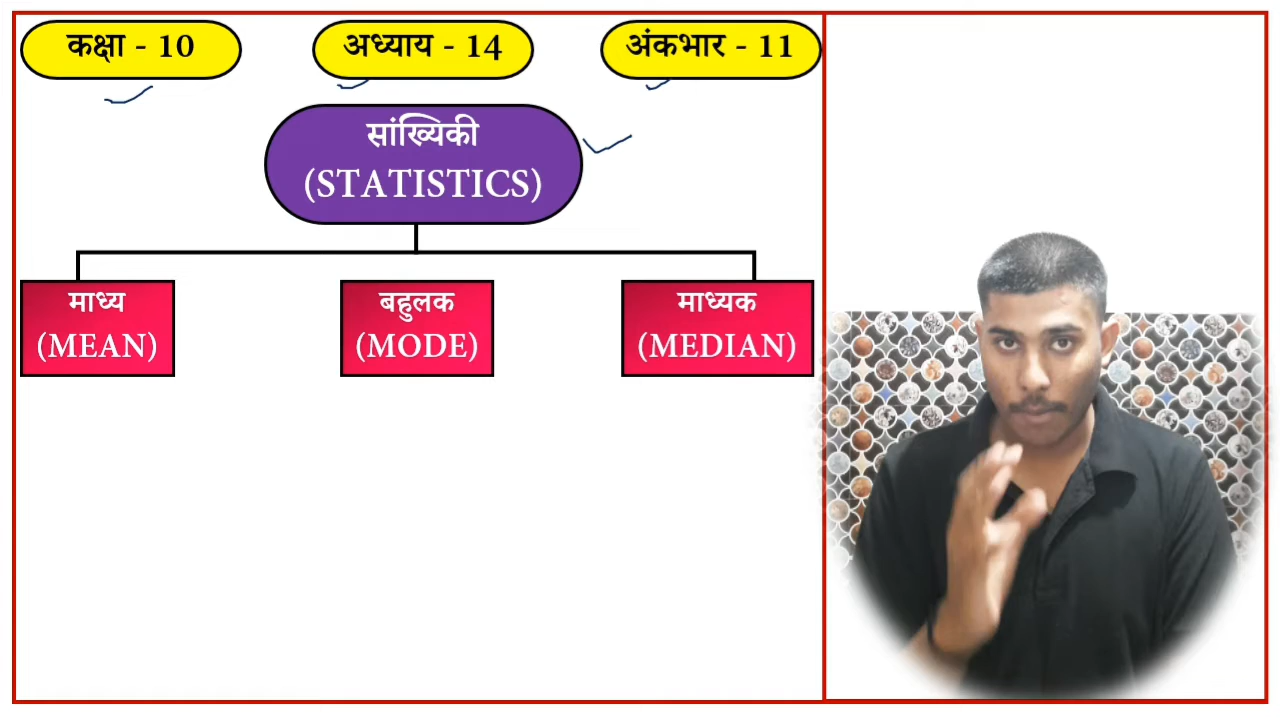 कक्षा - 10
अध्याय - 14
अंकभार - 11
सांख्यिकी
(STATISTICS)
माध्य
(MEAN)
बहुलक
(MODE)
माध्यक
(MEDIAN)